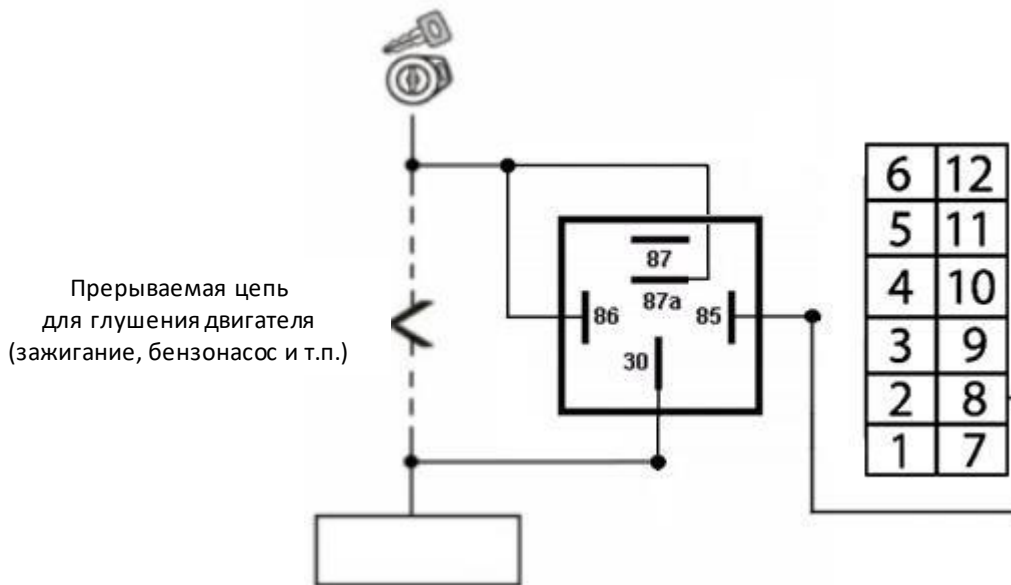 Прерываемая цепь
для глушения двигателя
(зажигание, бензонасос и т.п.)
87
87a
86
85
30
6 12
5 11
4 10
3 9
2 8
1 7